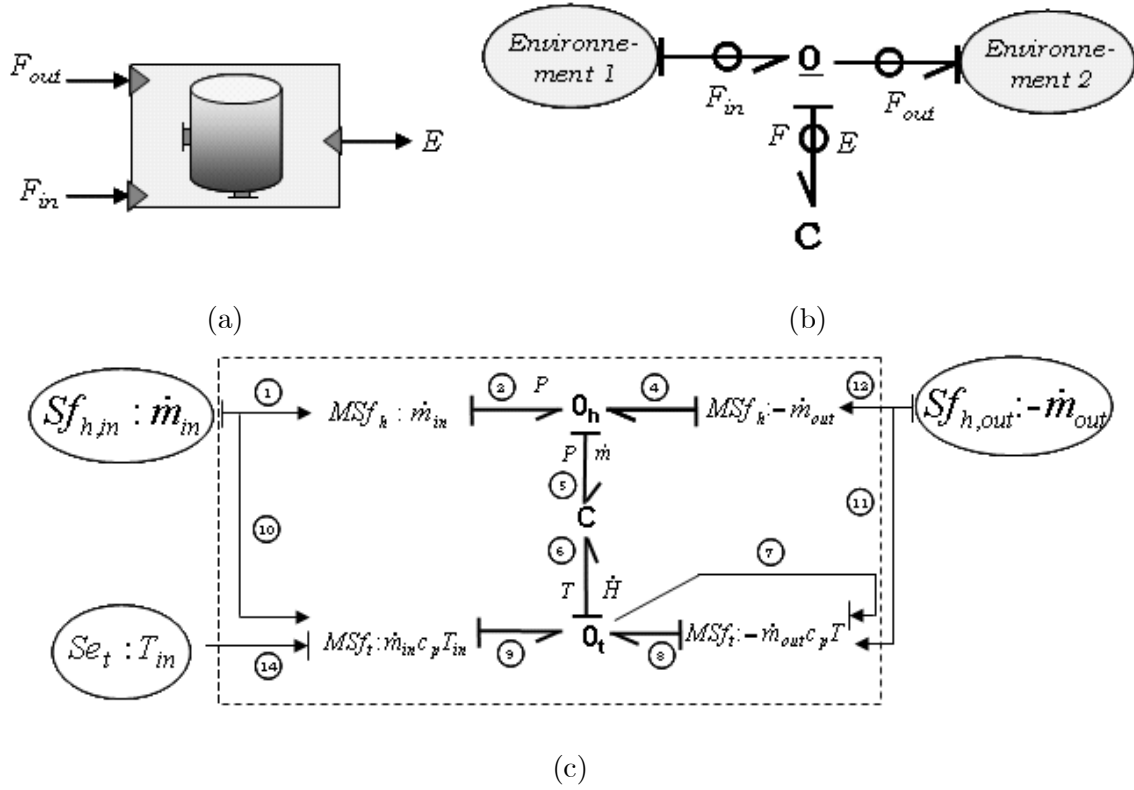 F_out
F_in
E
(a)
Environne-
ment 1
F_in
0
F_out
Environne-
ment 2
F
E
C
(b)
Sf_h,in : ṁ_in
1
MSf_h : ṁ_in
2
P
0_h
4
MSf_h:-ṁ_out
12
Sf_h,out:-ṁ_out
P
ṁ
5
C
10
11
6
7
T
Ḣ
Se_t : T_in
14
MSf_t:ṁ_in c_p T_in
9
0_t
8
MSf_t:-ṁ_out c_p T
(c)